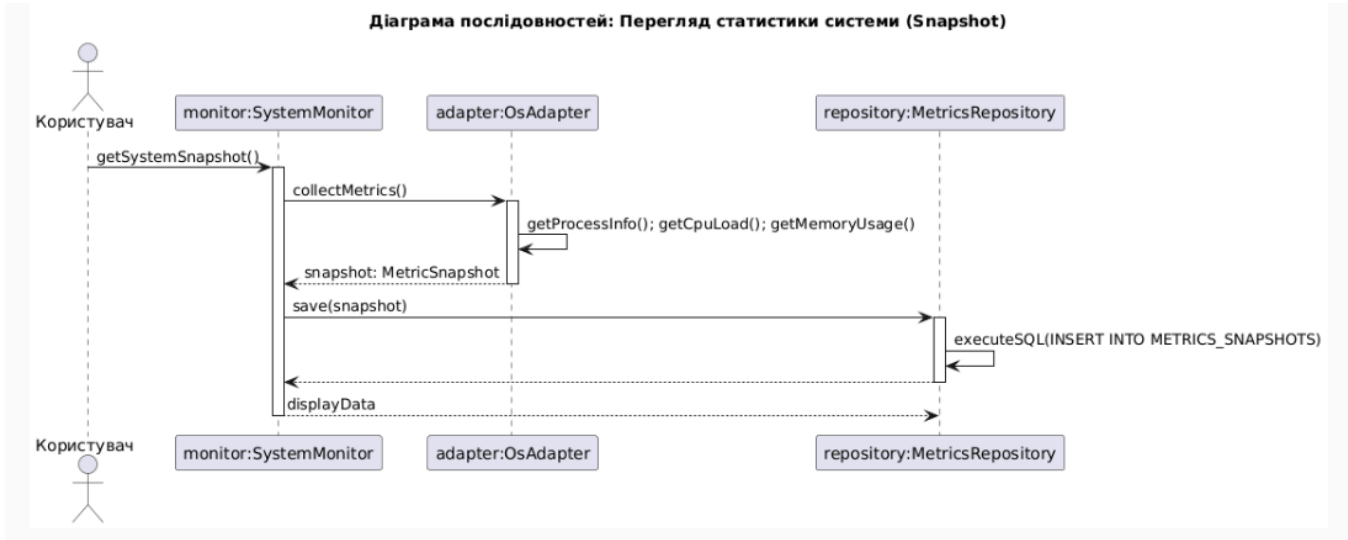 Діаграма послідовностей: Перегляд статистики системи (Snapshot)
Користувач
monitor:SystemMonitor
adapter:OsAdapter
repository:MetricsRepository
getSystemSnapshot()
collectMetrics()
getProcessInfo(); getCpuLoad(); getMemoryUsage()
snapshot: MetricSnapshot
save(snapshot)
executeSQL(INSERT INTO METRICS_SNAPSHOTS)
displayData
Користувач
monitor:SystemMonitor
adapter:OsAdapter
repository:MetricsRepository